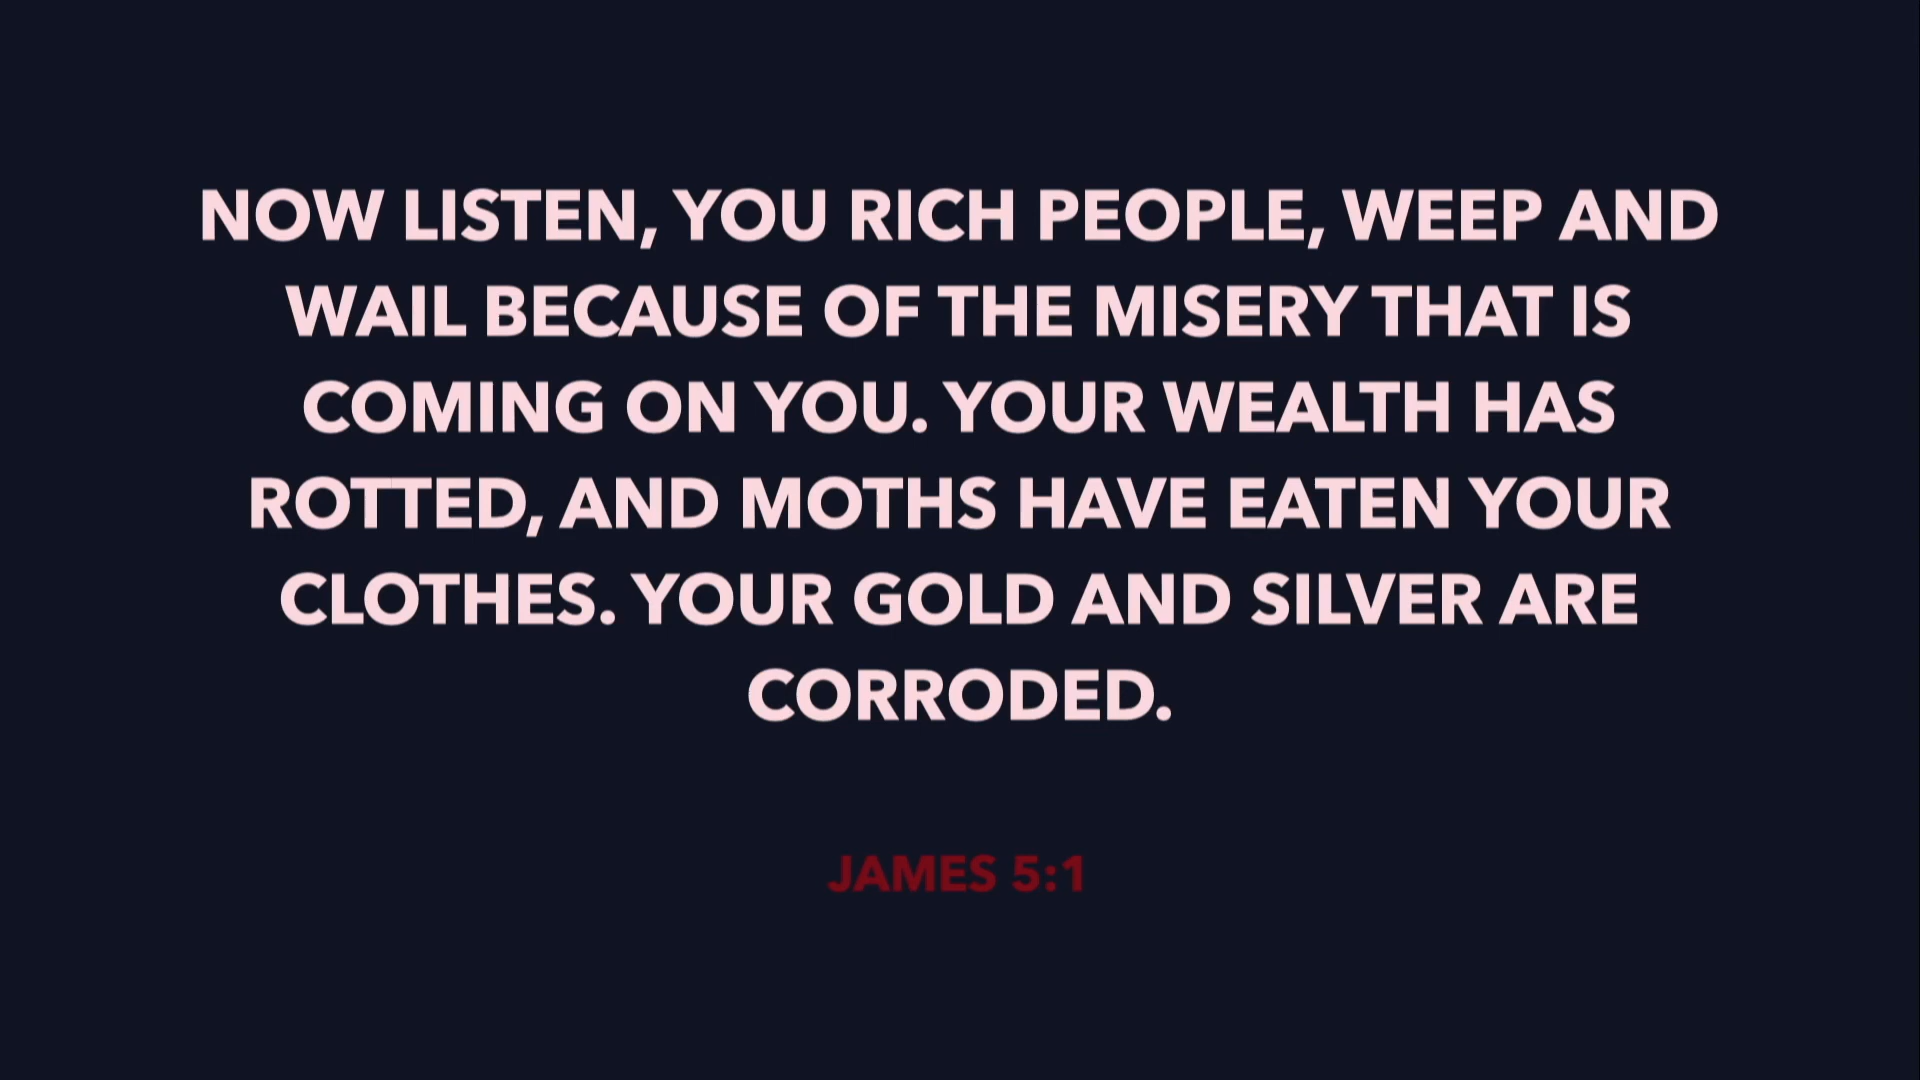 NOW LISTEN, YOU RICH PEOPLE, WEEP AND
WAIL BECAUSE OF THE MISERY THAT IS
COMING ON YOU. YOUR WEALTH HAS
ROTTED, AND MOTHS HAVE EATEN YOUR
CLOTHES. YOUR GOLD AND SILVER ARE
CORRODED.
JAMES 5:1